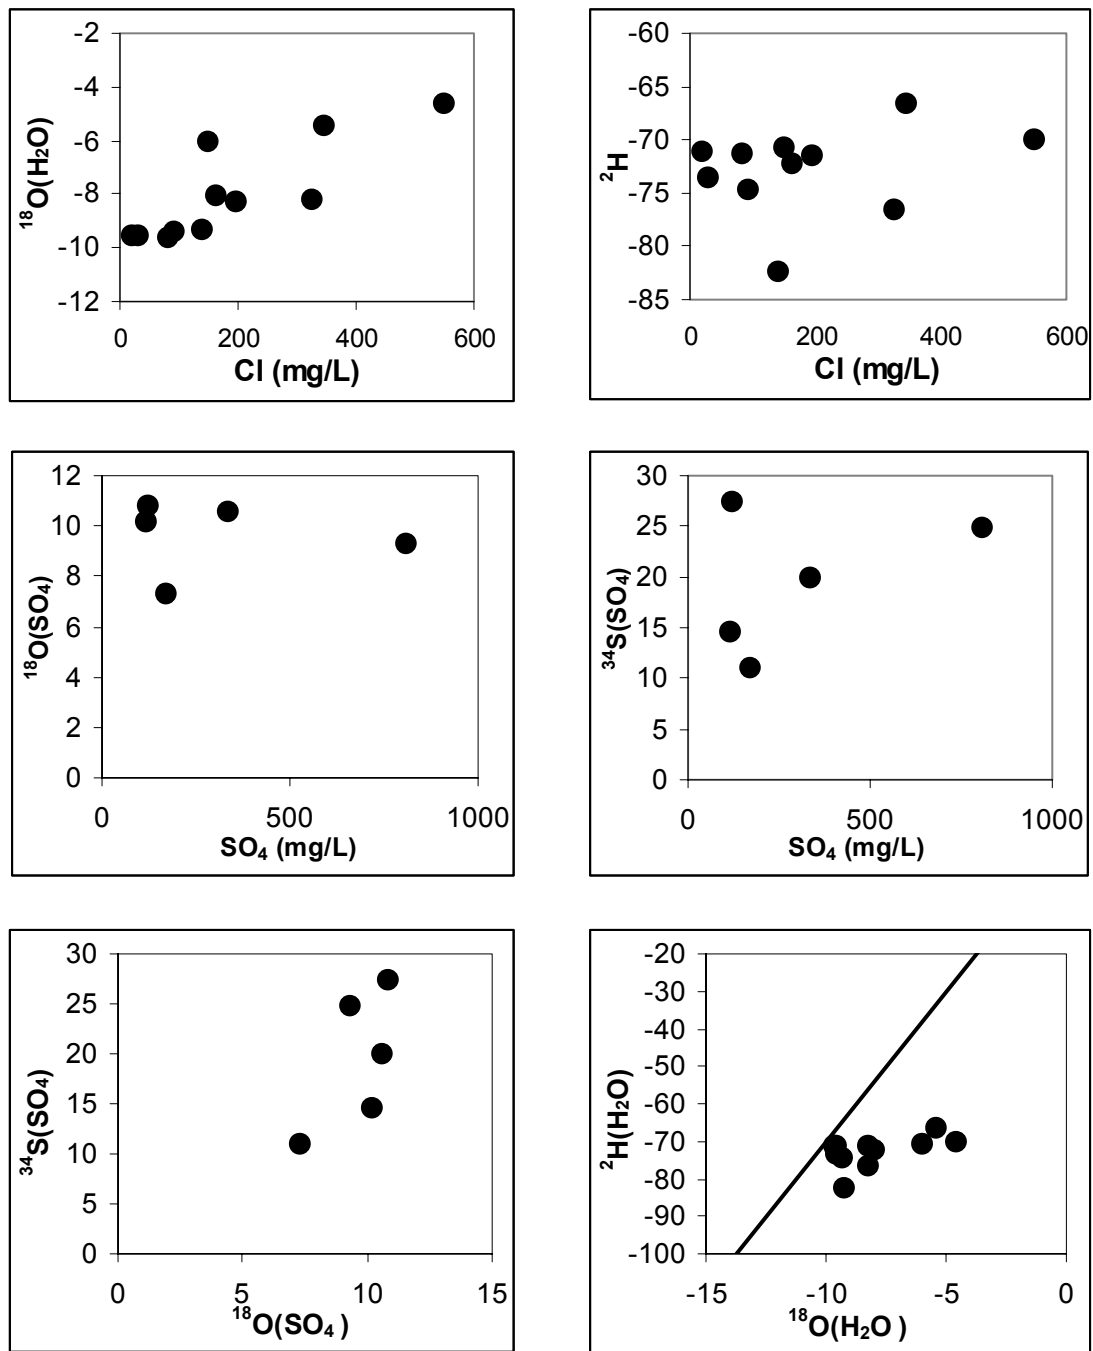 -2
-4
-6
-8
-10
-12
0 200 400 600
¹⁸O(H₂O)
Cl (mg/L)
-60
-65
-70
-75
-80
-85
0 200 400 600
²H
Cl (mg/L)
12
10
8
6
4
2
0
0 500 1000
¹⁸O(SO₄)
SO₄ (mg/L)
30
25
20
15
10
5
0
0 500 1000
³⁴S(SO₄)
SO₄ (mg/L)
30
25
20
15
10
5
0
0 5 10 15
³⁴S(SO₄)
¹⁸O(SO₄ )
-20
-30
-40
-50
-60
-70
-80
-90
-100
-15 -10 -5 0
²H(H₂O)
¹⁸O(H₂O )